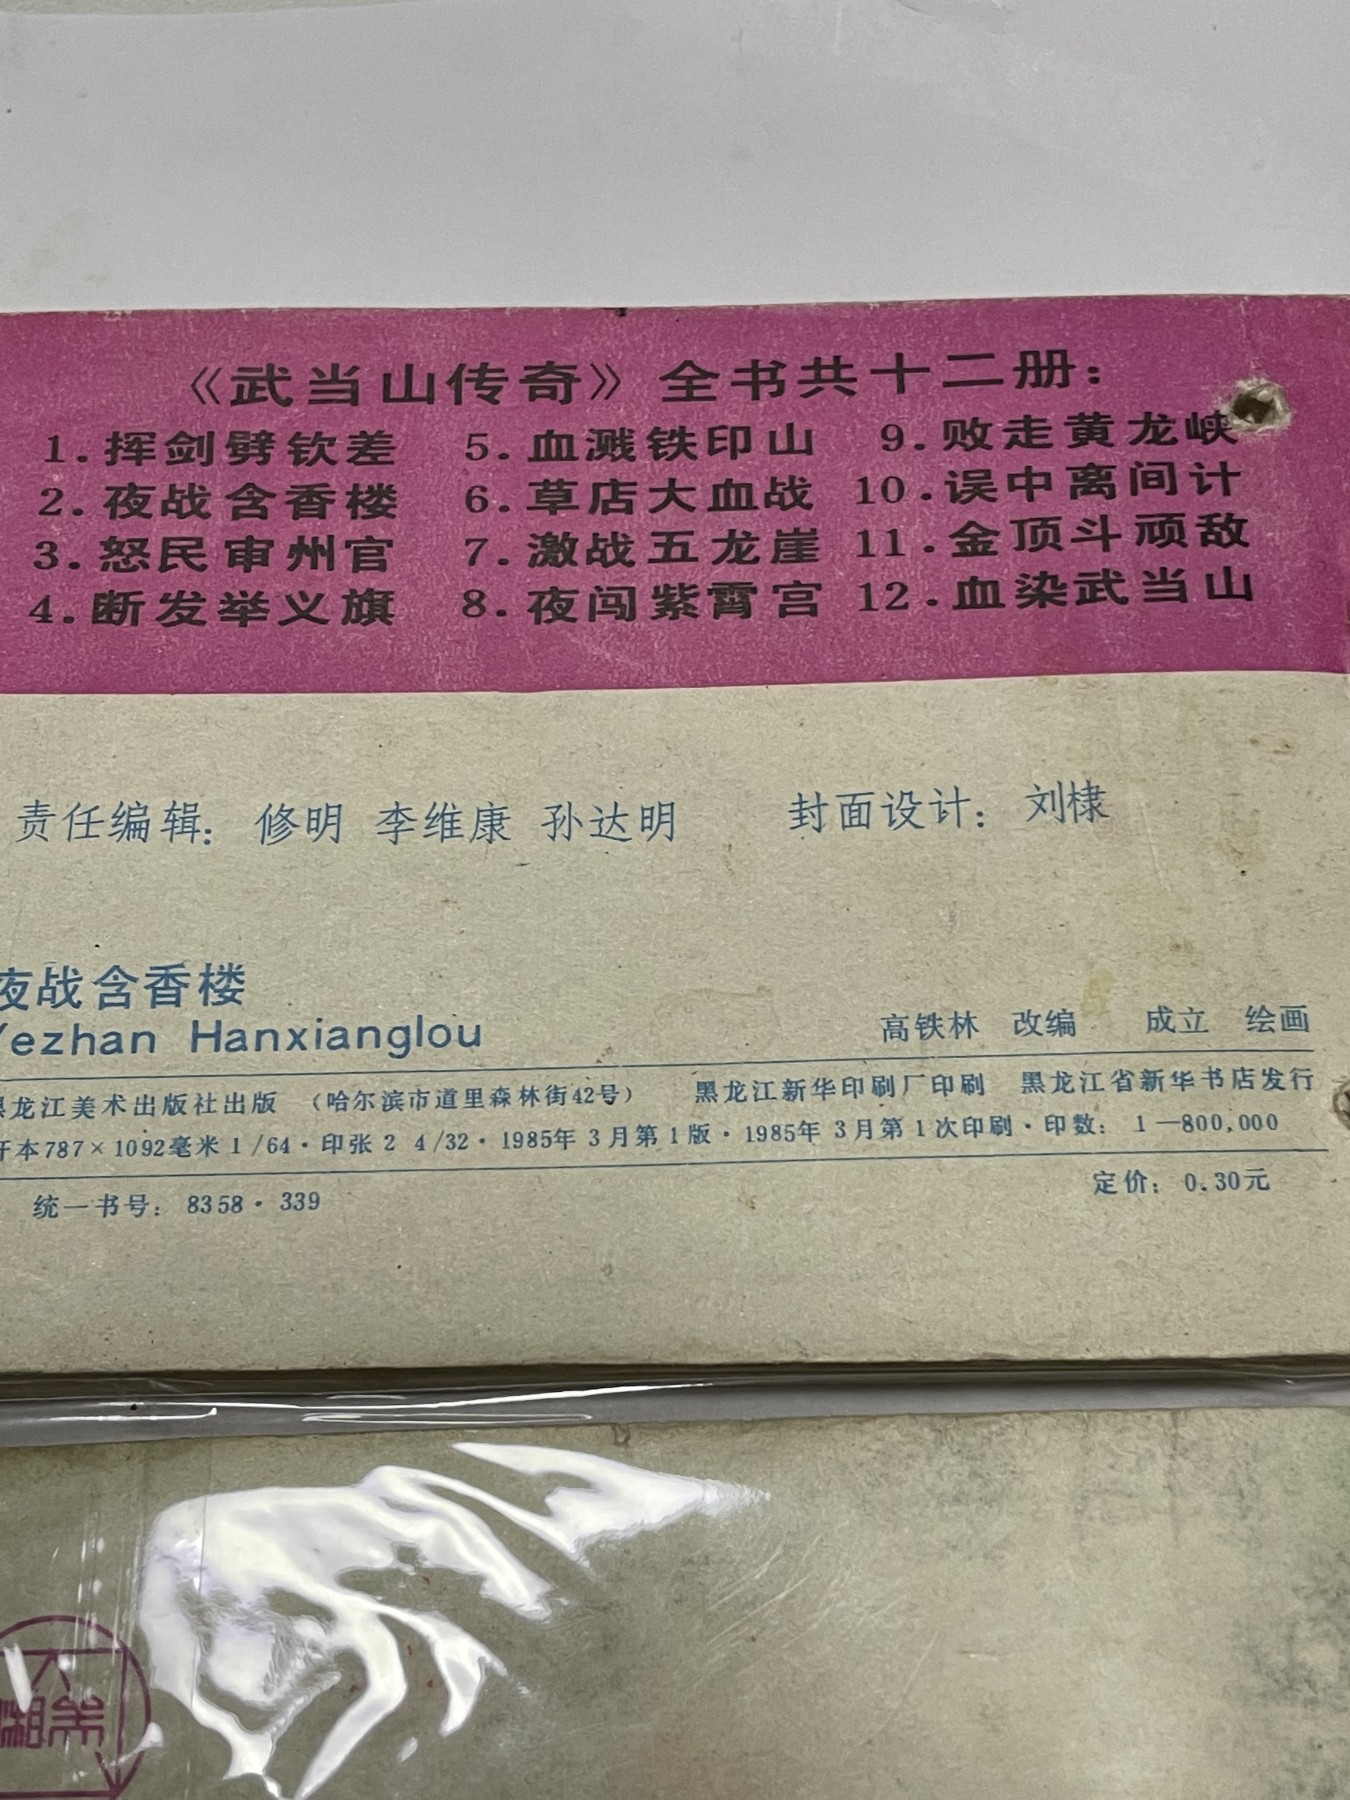 《武当山传奇》全书共十二册：
1.挥剑劈钦差 5.血溅铁印山 9.败走黄龙峡
2.夜战含香楼 6.草店大血战 10.误中离间计
3.怒民审州官 7.激战五龙崖 11.金顶斗顽敌
4.断发举义旗 8.夜闯紫霄宫 12.血染武当山
责任编辑：修明 李维康 孙达明 封面设计：刘棣
夜战含香楼
Yezhan Hanxianglou
高铁林 改编 成立 绘画
黑龙江美术出版社出版 （哈尔滨市道里森林街42号） 黑龙江新华印刷厂印刷 黑龙江省新华书店发行
开本787×1092毫米 1/64·印张 2 4/32·1985年 3月第1版·1985年 3月第1次印刷·印数：1—800,000
统一书号：8358·339 定价：0.30元